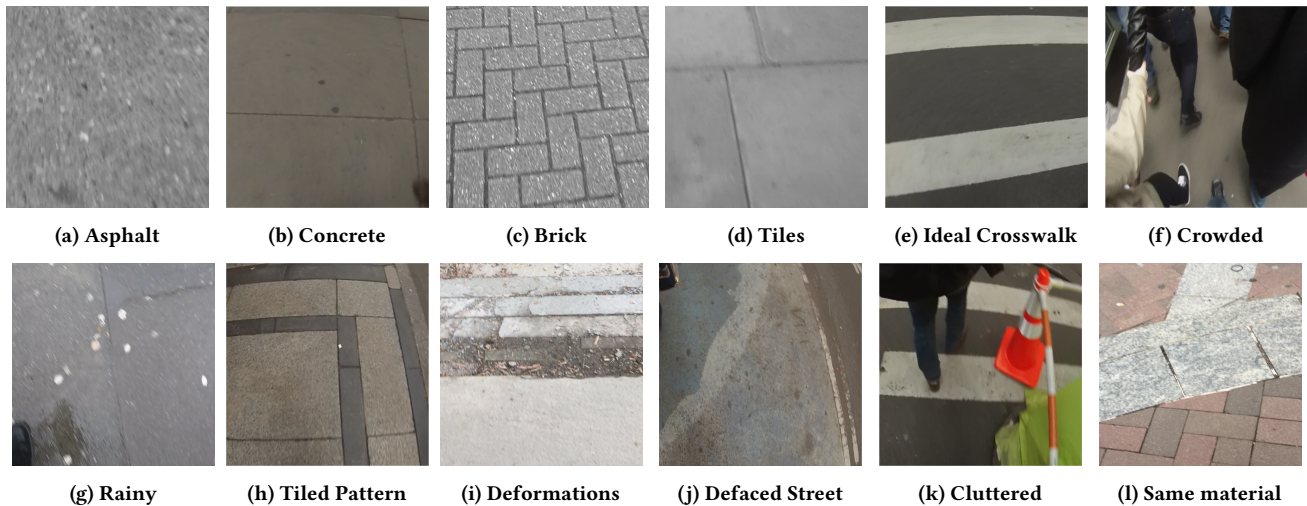 (a) Asphalt
(b) Concrete
(c) Brick
(d) Tiles
(e) Ideal Crosswalk
(f) Crowded
(g) Rainy
(h) Tiled Pattern
(i) Deformations
(j) Defaced Street
(k) Cluttered
(l) Same material